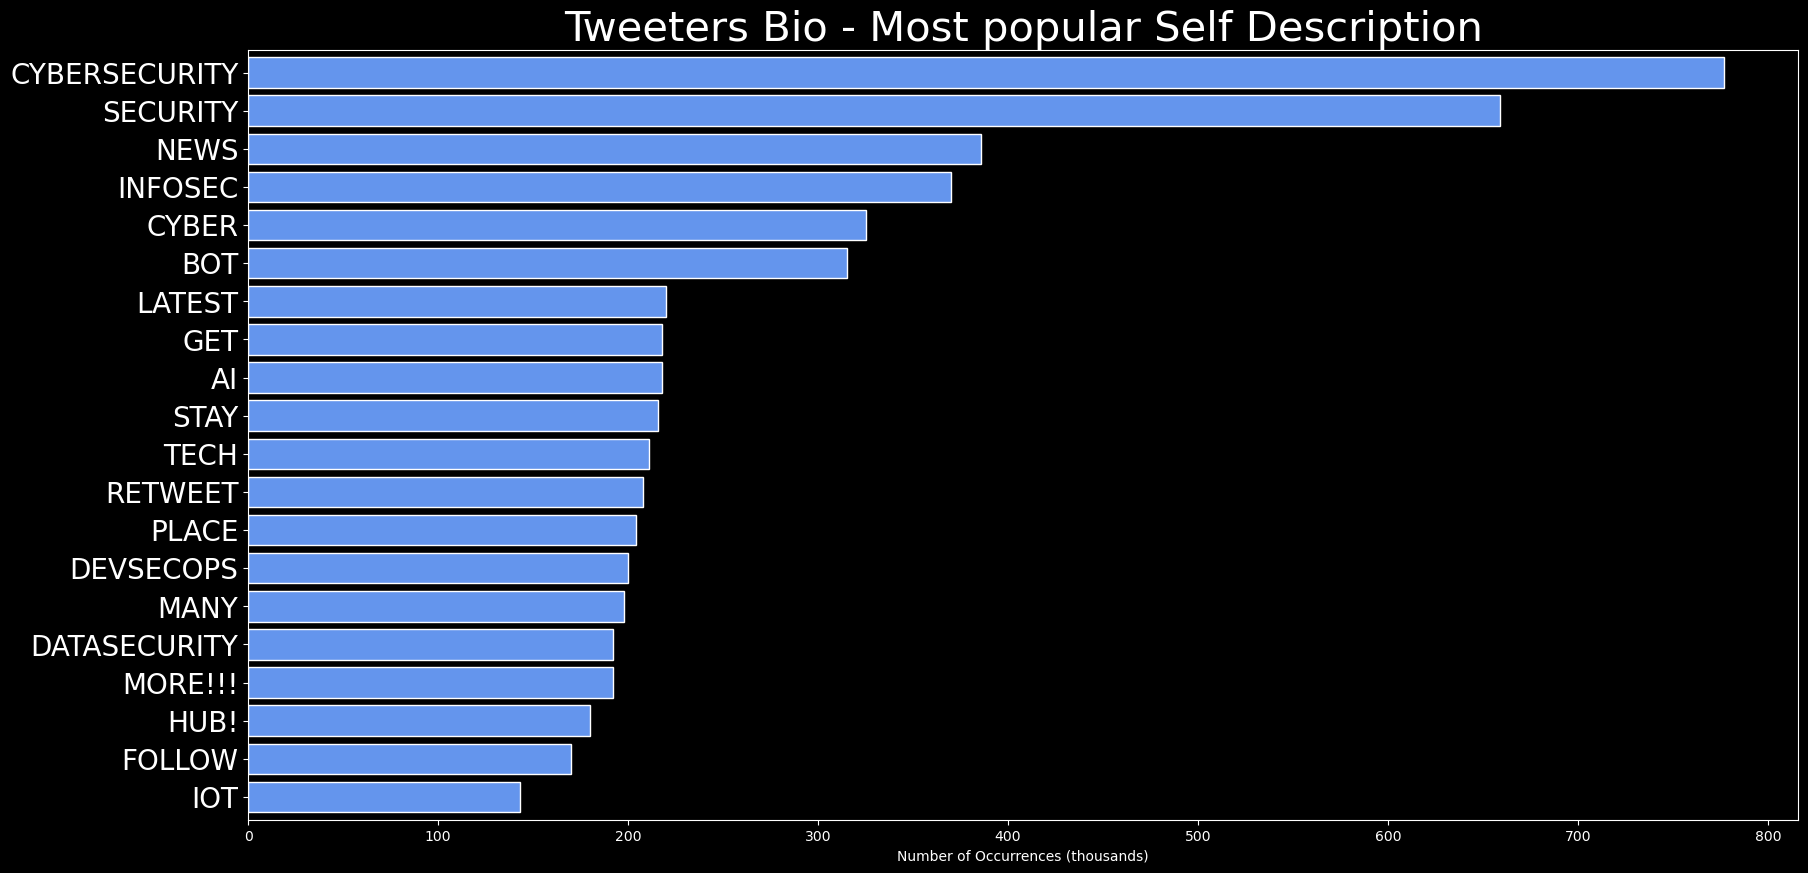 Tweeters Bio - Most popular Self Description
CYBERSECURITY
SECURITY
NEWS
INFOSEC
CYBER
BOT
LATEST
GET
AI
STAY
TECH
RETWEET
PLACE
DEVSECOPS
MANY
DATASECURITY
MORE!!!
HUB!
FOLLOW
IOT
0 100 200 300 400 500 600 700 800
Number of Occurrences (thousands)